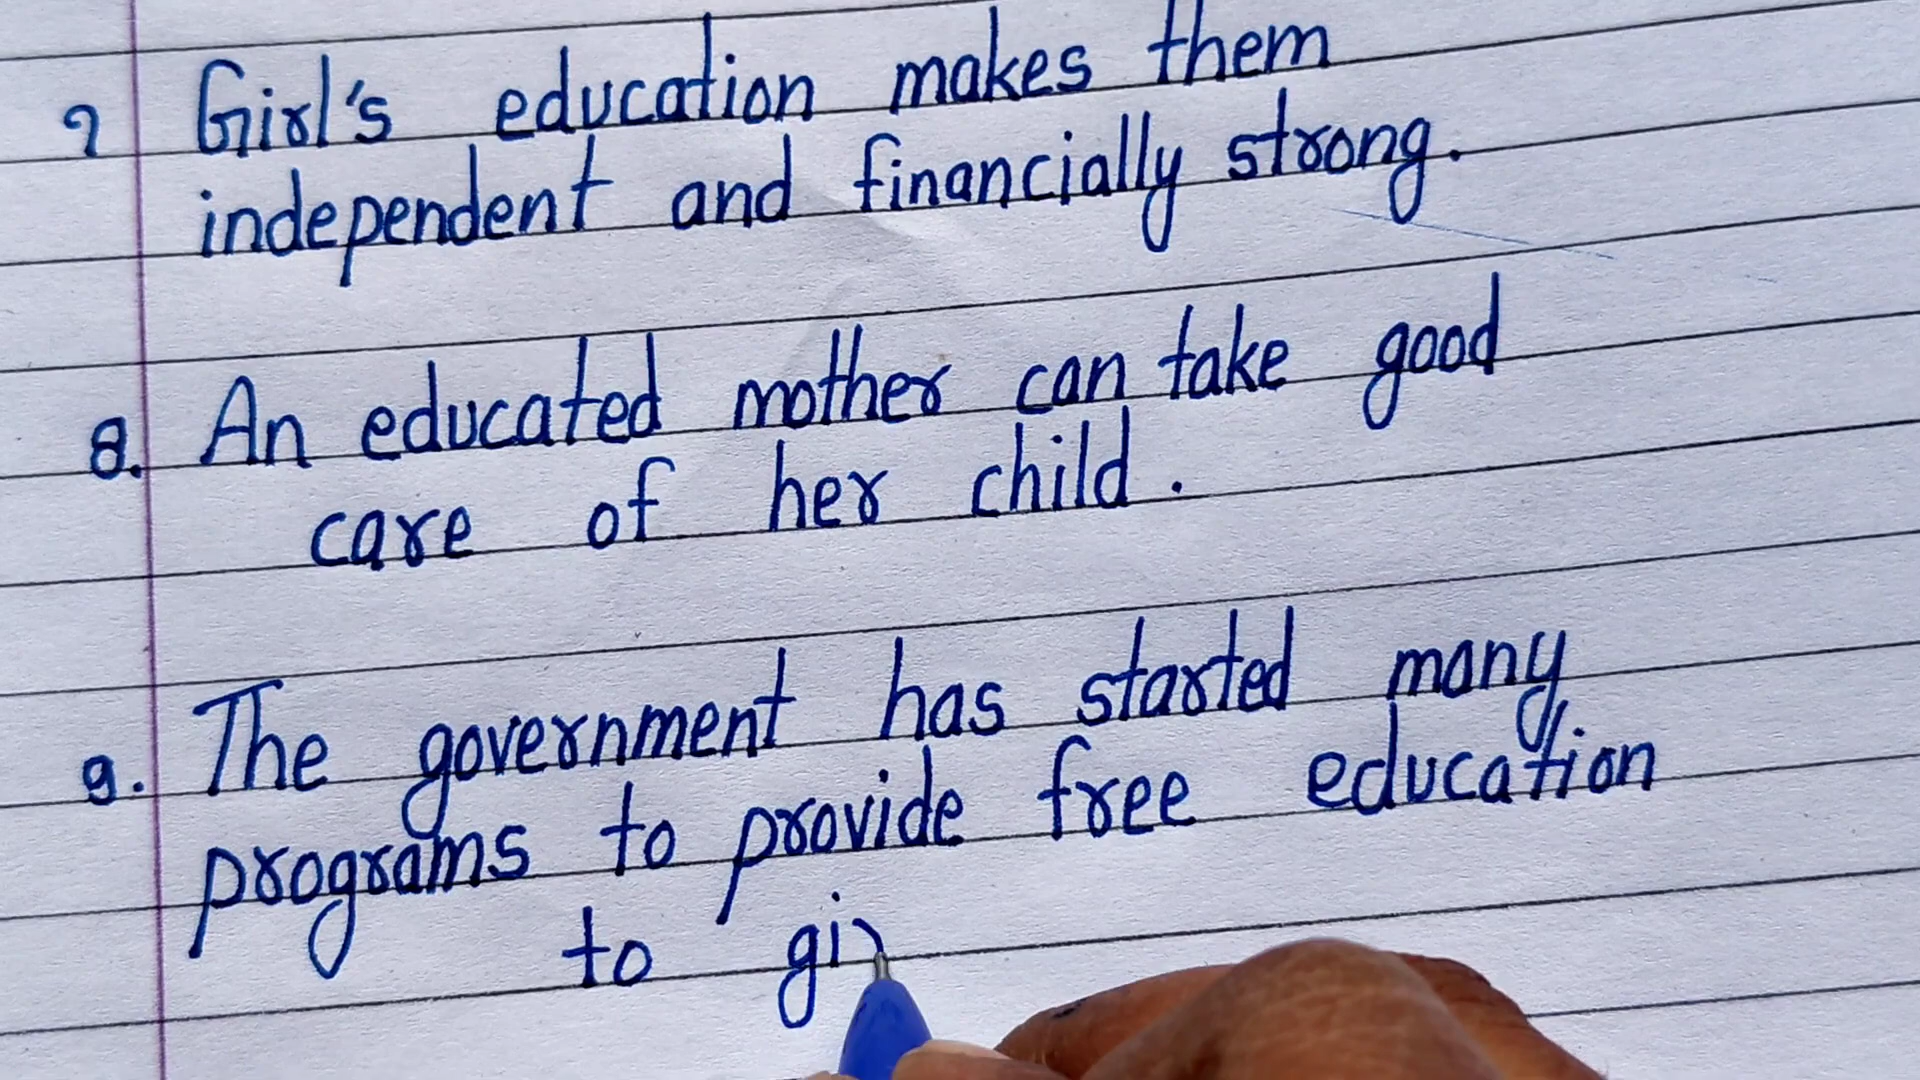 7 Girl's education makes them
independent and financially strong.
8. An educated mother can take good
care of her child.
9. The government has started many
programs to provide free education
to gi